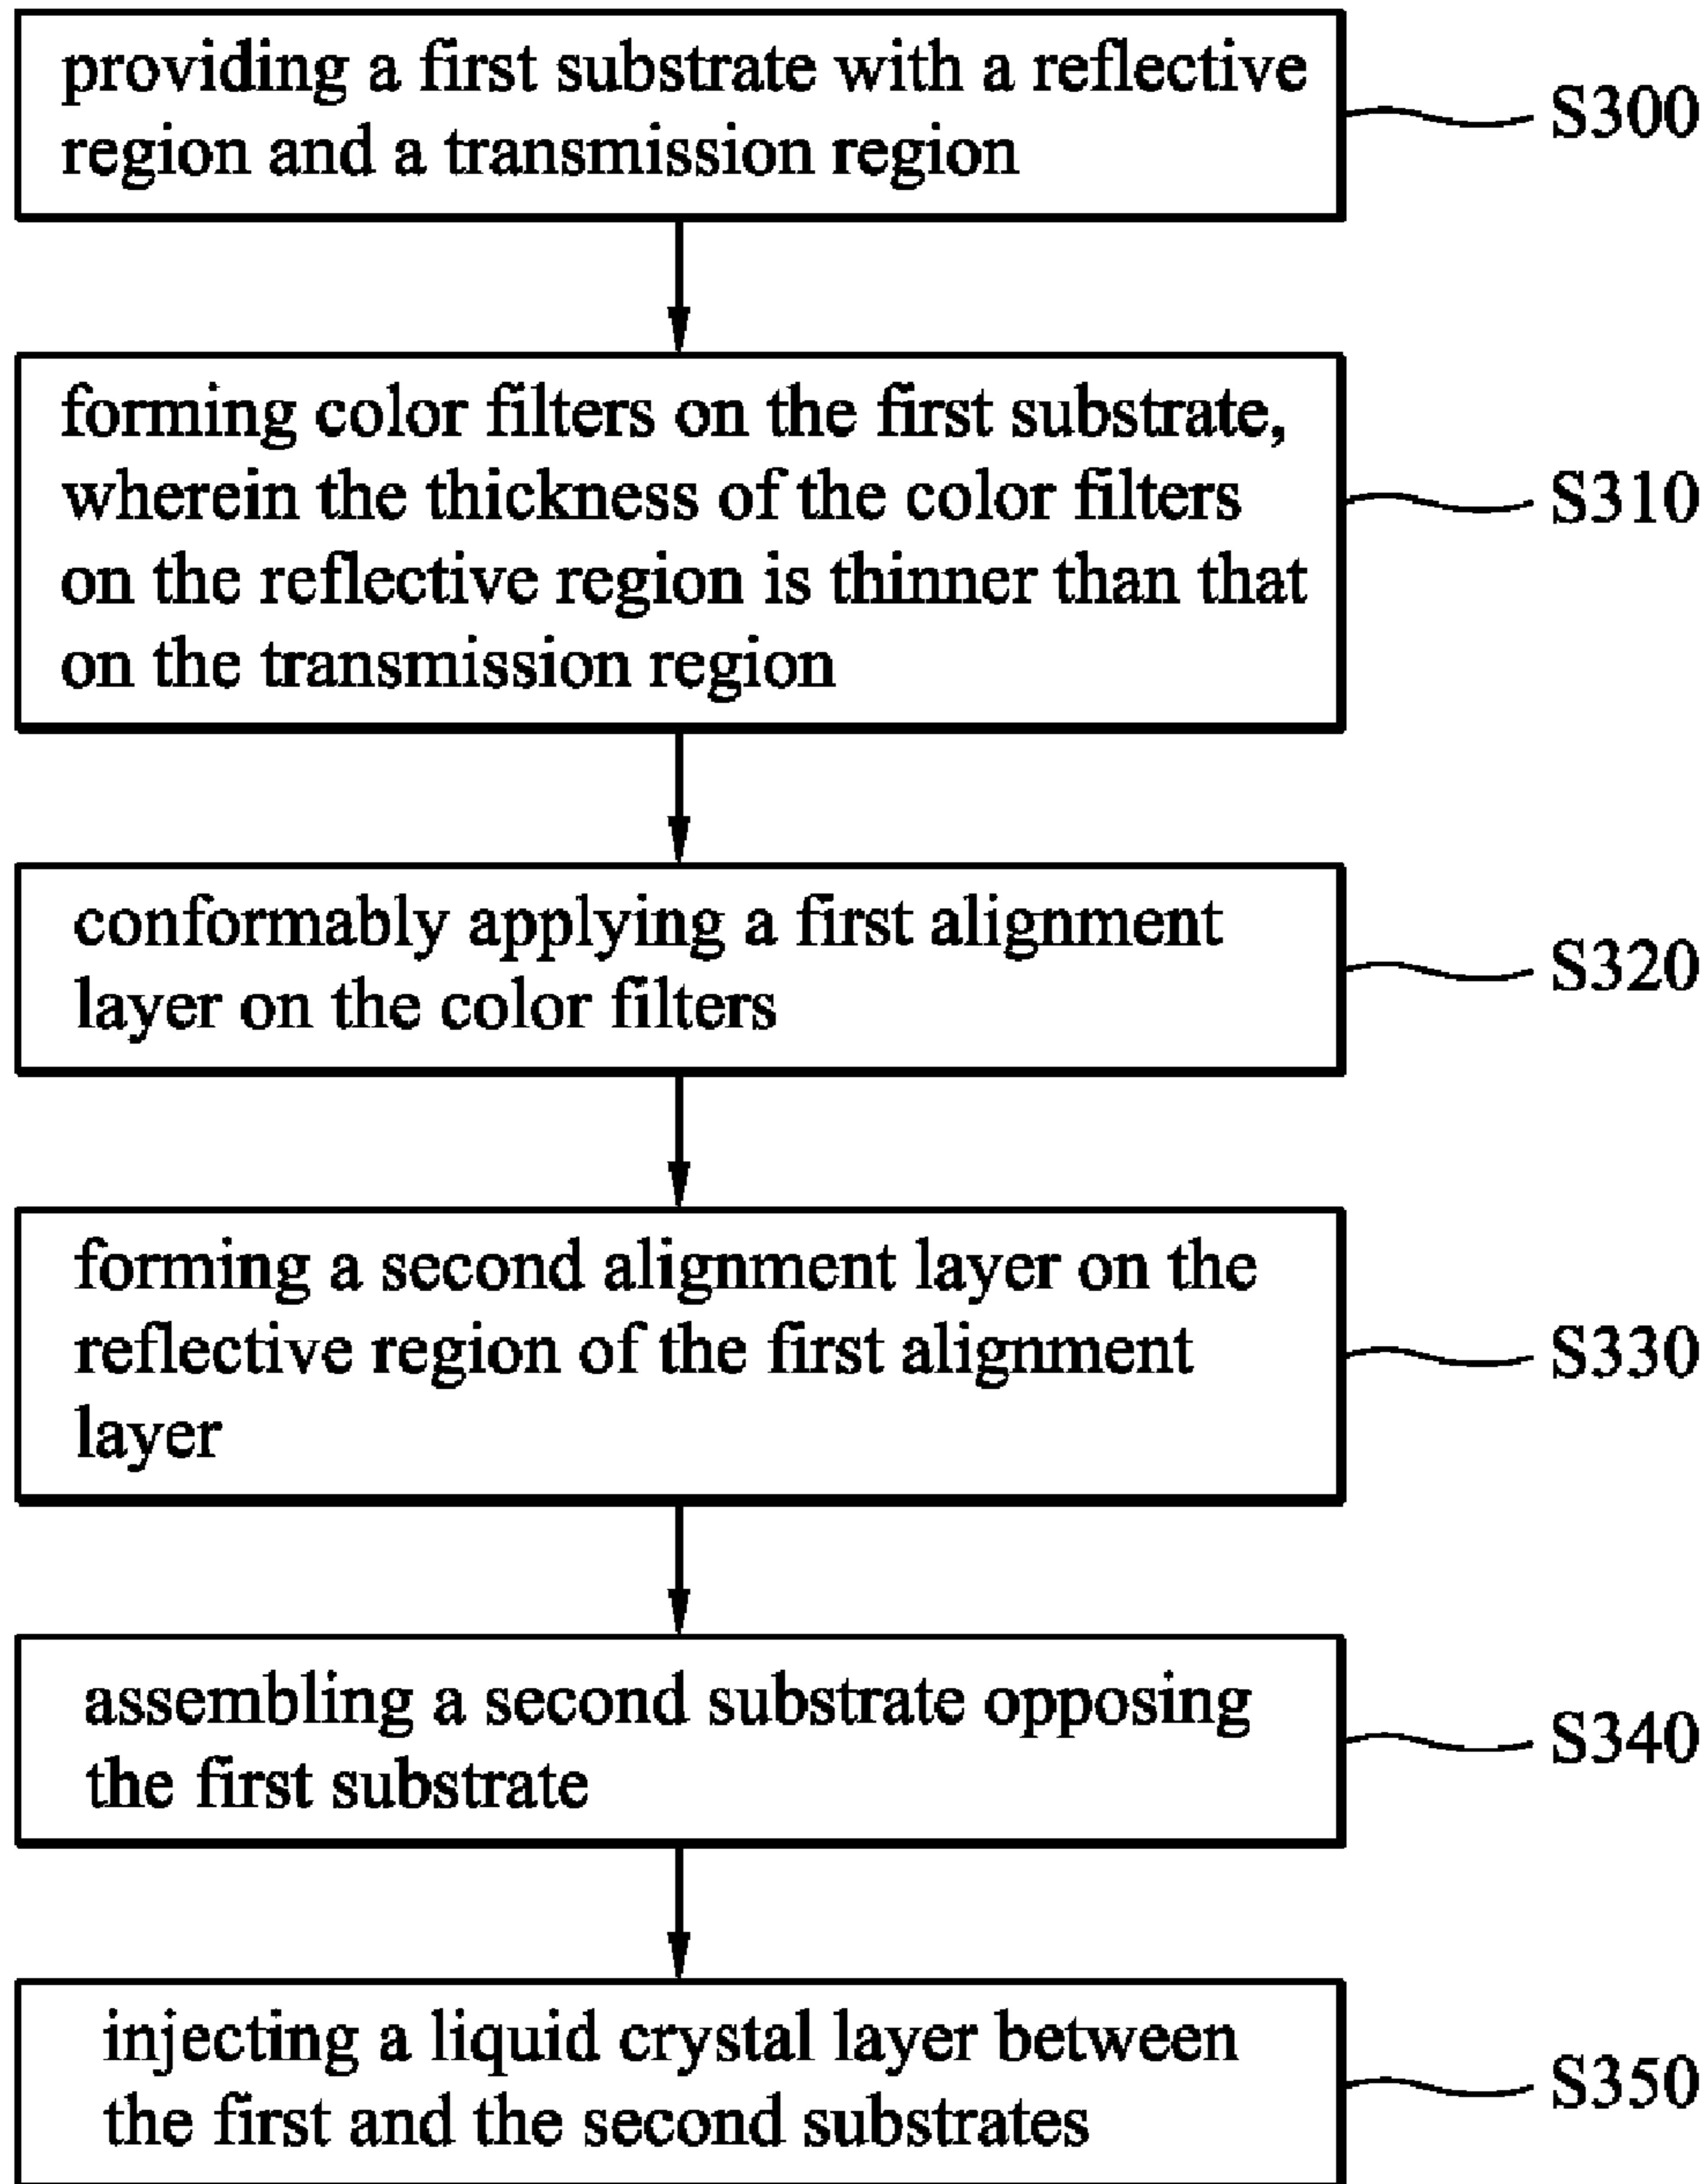 providing a first substrate with a reflective
region and a transmission region
S300
forming color filters on the first substrate,
wherein the thickness of the color filters
on the reflective region is thinner than that
on the transmission region
S310
conformably applying a first alignment
layer on the color filters
S320
forming a second alignment layer on the
reflective region of the first alignment
layer
S330
assembling a second substrate opposing
the first substrate
S340
injecting a liquid crystal layer between
the first and the second substrates
S350